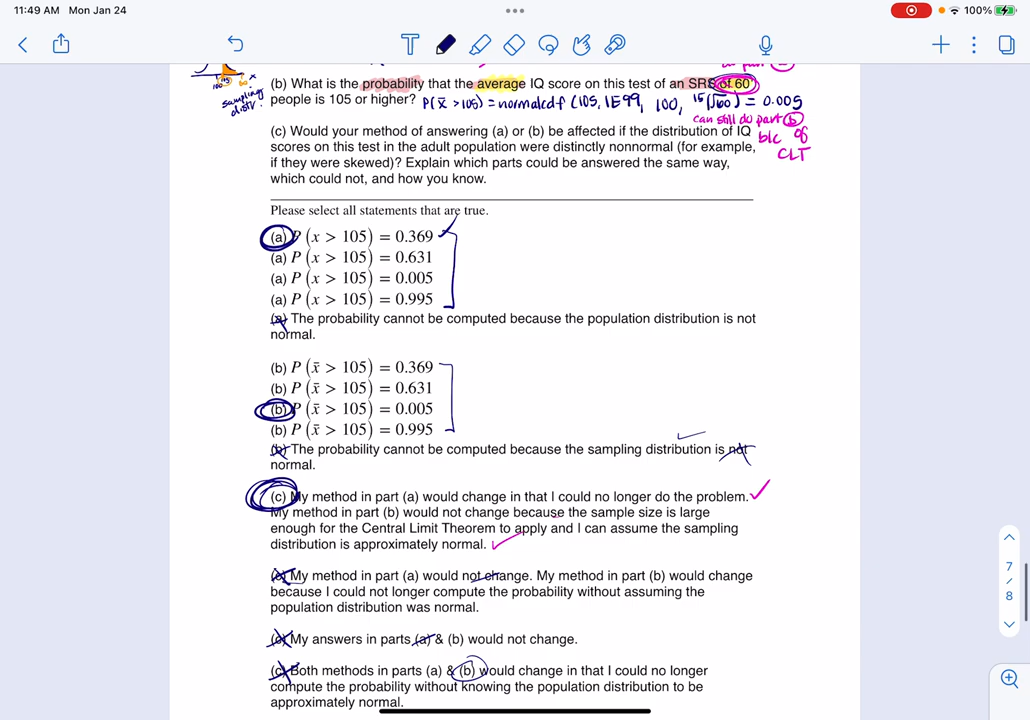 11:49 AM Mon Jan 24
100%
sampling distr.
(b) What is the probability that the average IQ score on this test of an SRS of 60
people is 105 or higher? P(x̄ > 105) = normalcdf (105, 1E99, 100, 15/√60) = 0.005
can still do part (b)
b/c of
CLT
(c) Would your method of answering (a) or (b) be affected if the distribution of IQ
scores on this test in the adult population were distinctly nonnormal (for example,
if they were skewed)? Explain which parts could be answered the same way,
which could not, and how you know.
Please select all statements that are true.
(a) P (x > 105) = 0.369
(a) P (x > 105) = 0.631
(a) P (x > 105) = 0.005
(a) P (x > 105) = 0.995
(a) The probability cannot be computed because the population distribution is not
normal.
(b) P (x̄ > 105) = 0.369
(b) P (x̄ > 105) = 0.631
(b) P (x̄ > 105) = 0.005
(b) P (x̄ > 105) = 0.995
(b) The probability cannot be computed because the sampling distribution is not
normal.
(c) My method in part (a) would change in that I could no longer do the problem.
My method in part (b) would not change because the sample size is large
enough for the Central Limit Theorem to apply and I can assume the sampling
distribution is approximately normal.
(c) My method in part (a) would not change. My method in part (b) would change
because I could not longer compute the probability without assuming the
population distribution was normal.
(c) My answers in parts (a) & (b) would not change.
(c) Both methods in parts (a) & (b) would change in that I could no longer
compute the probability without knowing the population distribution to be
approximately normal.
7
/
8